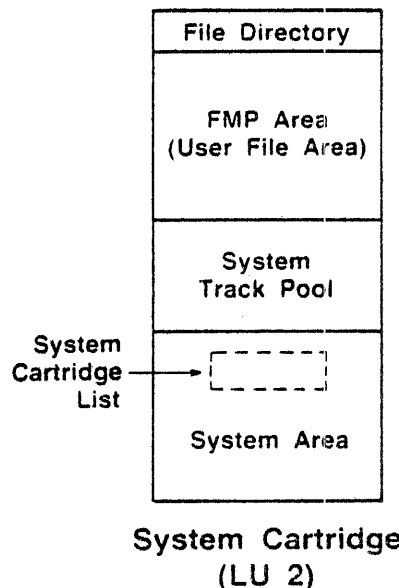 File Directory
FMP Area
(User File Area)
System
Track Pool
System
Cartridge
List
System Area
System Cartridge
(LU 2)